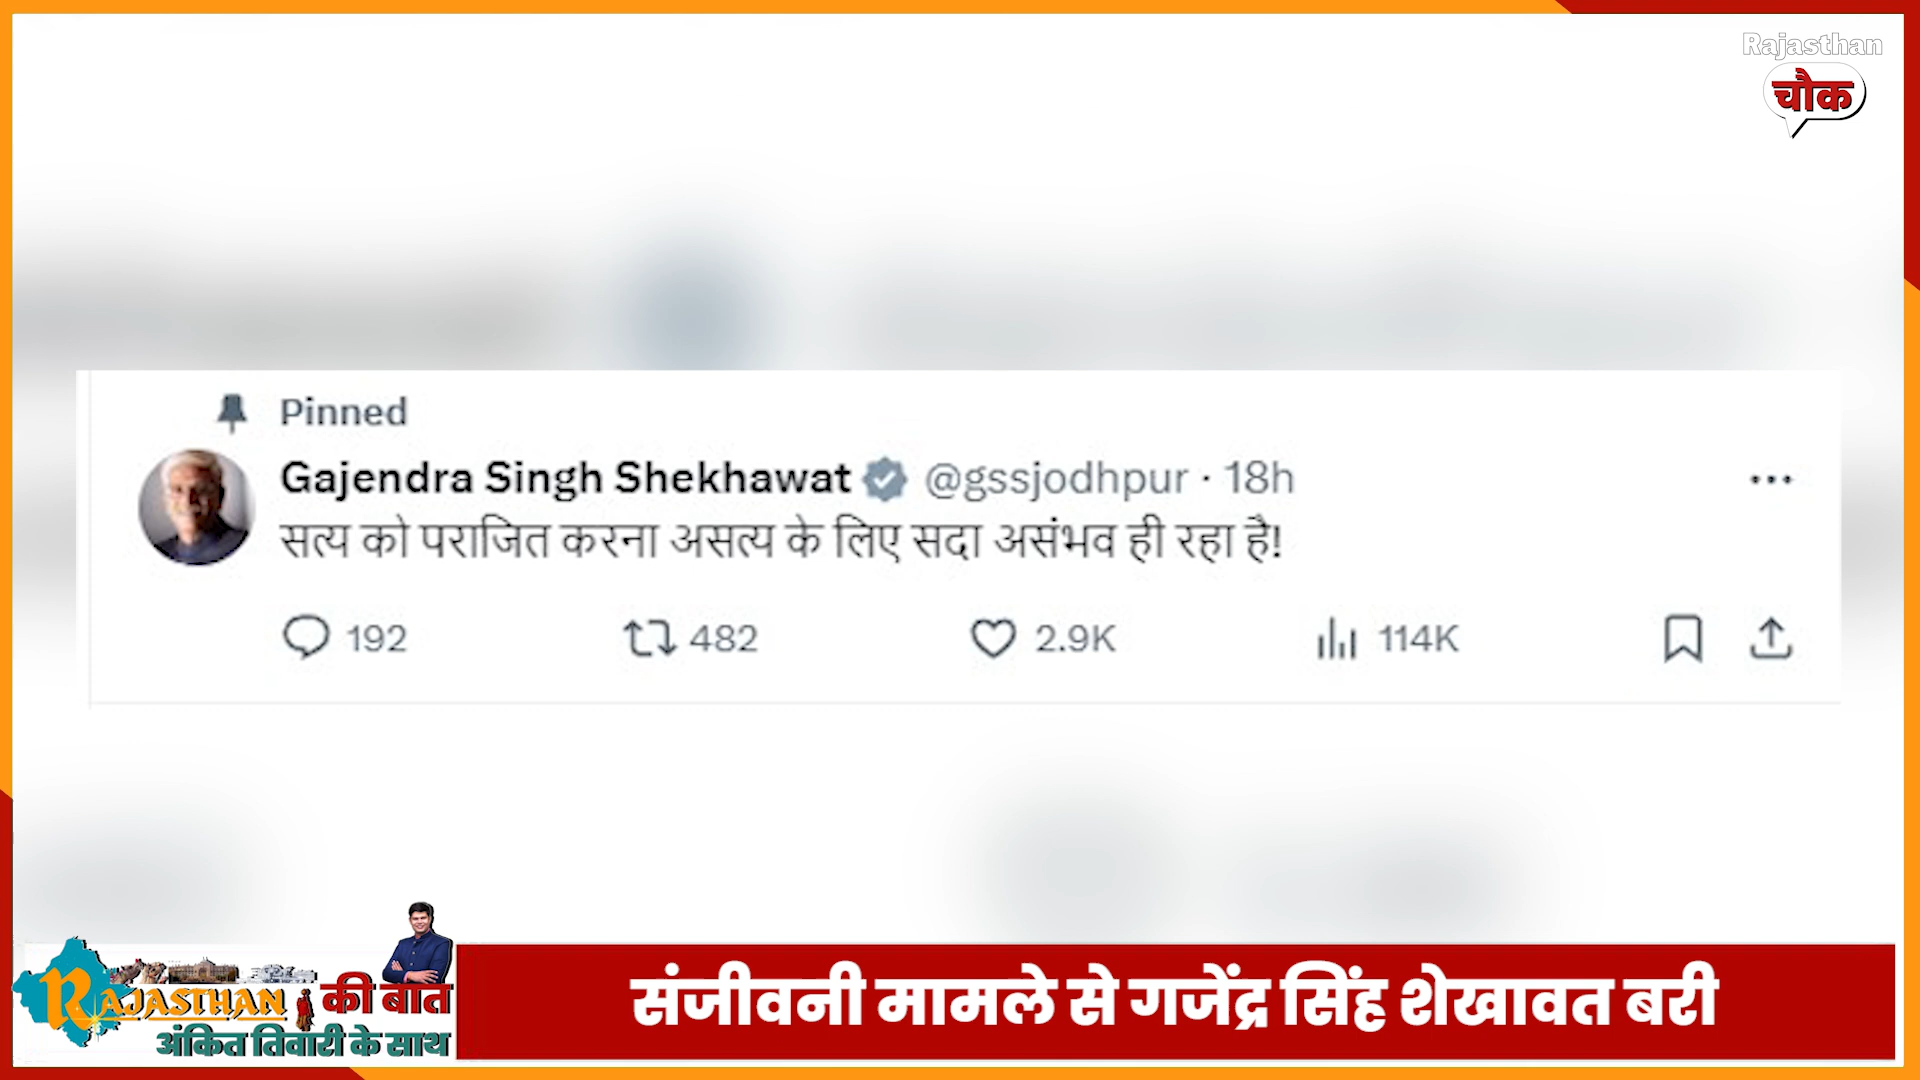 Rajasthan
चौक
Pinned
Gajendra Singh Shekhawat @gssjodhpur · 18h
सत्य को पराजित करना असत्य के लिए सदा असंभव ही रहा है!
192 482 2.9K 114K
RAJASTHAN की बात
अंकित तिवारी के साथ
संजीवनी मामले से गजेंद्र सिंह शेखावत बरी